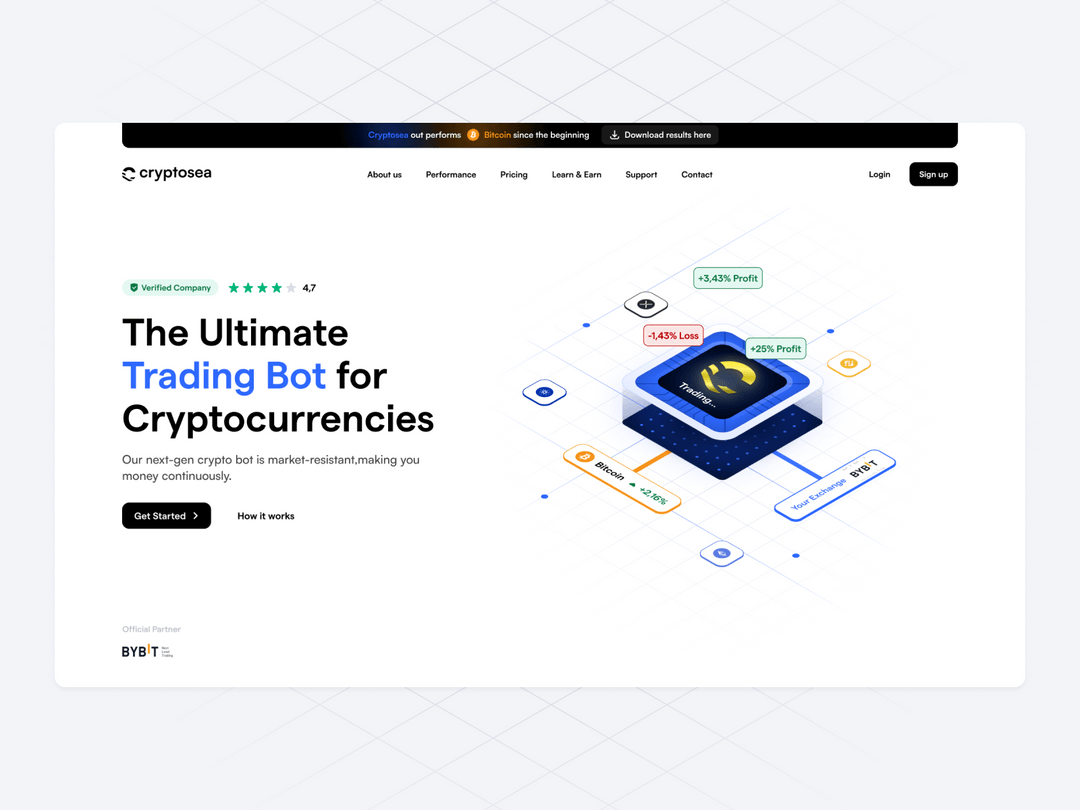 Cryptosea out performs Bitcoin since the beginning Download results here
cryptosea
About us Performance Pricing Learn & Earn Support Contact
Login Sign up
Verified Company 4,7
The Ultimate
Trading Bot for
Cryptocurrencies
Our next-gen crypto bot is market-resistant,making you
money continuously.
Get Started How it works
+3,43% Profit
-1,43% Loss
+25% Profit
Trading...
Bitcoin +2,16%
Your Exchange BYBIT
Official Partner
BYBIT